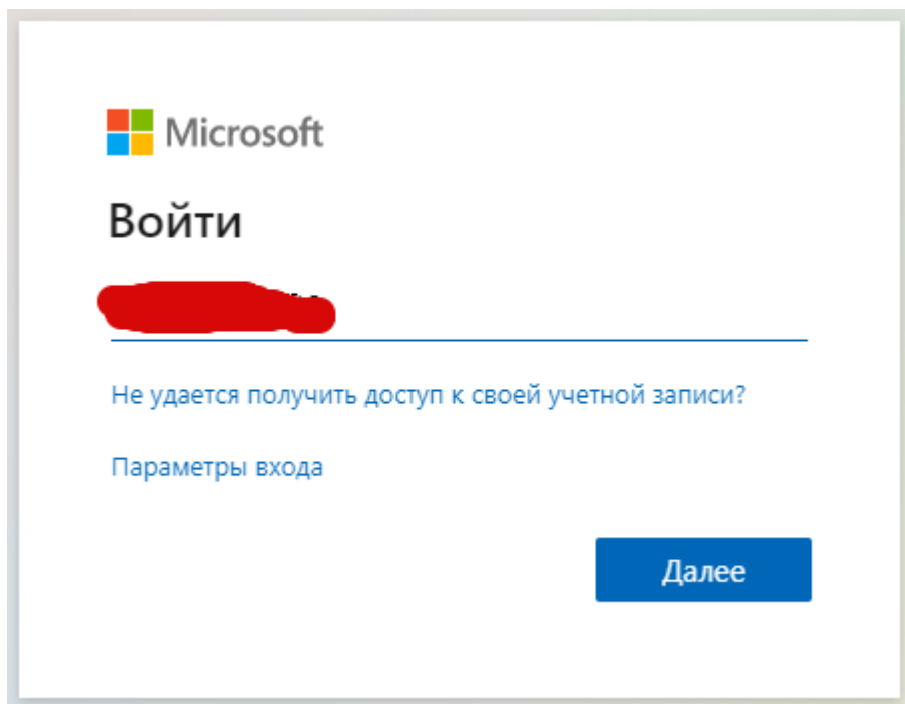 Microsoft
Войти
Не удается получить доступ к своей учетной записи?
Параметры входа
Далее